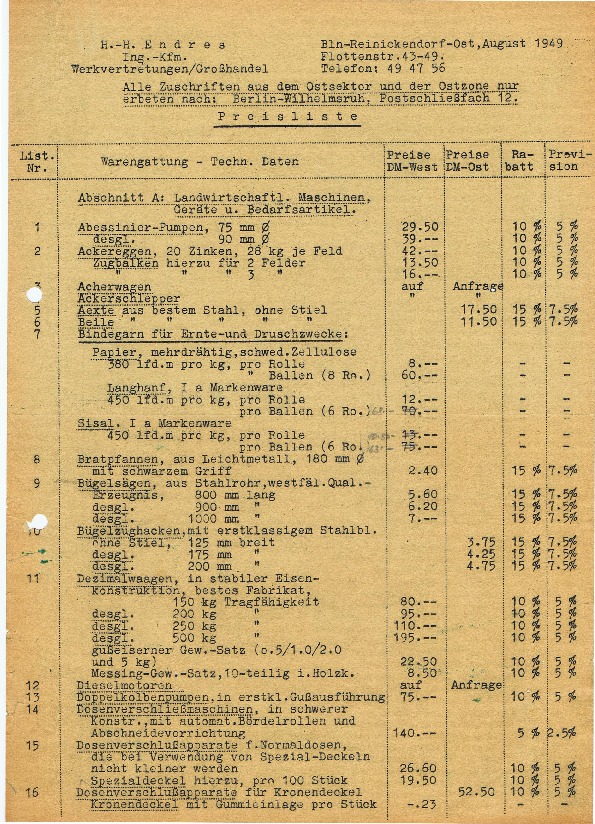 H.-H. Endres Bln-Reinickendorf-Ost, August 1949
Ing.-Kfm. Flottenstr. 43-49.
Werkvertretungen/Großhandel Telefon: 49 47 56
Alle Zuschriften aus dem Ostsektor und der Ostzone nur
erbeten nach: Berlin-Wilhelmsruh, Postschließfach 12.
Preisliste
List. Nr. Warengattung - Techn. Daten Preise DM-West Preise DM-Ost Ra- batt Provi- sion
Abschnitt A: Landwirtschaftl. Maschinen,
Geräte u. Bedarfsartikel.
1 Abessinier-Pumpen, 75 mm Ø 29.50 10 % 5 %
desgl. 90 mm Ø 39.-- 10 % 5 %
2 Ackereggen, 20 Zinken, 28 kg je Feld 42.-- 10 % 5 %
Zugbalken hierzu für 2 Felder 13.50 10 % 5 %
" " " 3 " 16.-- 10 % 5 %
3 Acherwagen auf Anfrage
Ackerschlepper " "
5 Aexte aus bestem Stahl, ohne Stiel 17.50 15 % 7.5%
6 Beile " " " " " 11.50 15 % 7.5%
7 Bindegarn für Ernte-und Druschzwecke:
Papier, mehrdrähtig, schwed. Zellulose
380 lfd.m pro kg, pro Rolle 8.-- - -
" Ballen (8 Ro.) 60.-- - -
Langhanf, I a Markenware
450 lfd.m pro kg, pro Rolle 12.-- - -
pro Ballen (6 Ro.) 70.-- - -
Sisal. I a Markenware
450 lfd.m pro kg, pro Rolle 13.-- - -
pro Ballen (6 Ro. 75.-- - -
8 Bratpfannen, aus Leichtmetall, 180 mm Ø
mit schwarzem Griff 2.40 15 % 7.5%
9 Bügelsägen, aus Stahlrohr, westfäl. Qual.-
Erzeugnis, 800 mm lang 5.60 15 % 7.5%
desgl. 900 mm " 6.20 15 % 7.5%
desgl. 1000 mm " 7.-- 15 % 7.5%
10 Bügelzughacken, mit erstklassigem Stahlbl.
ohne Stiel, 125 mm breit 3.75 15 % 7.5%
desgl. 175 mm " 4.25 15 % 7.5%
desgl. 200 mm " 4.75 15 % 7.5%
11 Dezimalwaagen, in stabiler Eisen-
konstruktion, bestes Fabrikat,
150 kg Tragfähigkeit 80.-- 10 % 5 %
desgl. 200 kg " 95.-- 10 % 5 %
desgl. 250 kg " 110.-- 10 % 5 %
desgl. 500 kg " 195.-- 10 % 5 %
gußeiserner Gew.-Satz (o.5/1.0/2.0
und 5 kg) 22.50 10 % 5 %
Messing-Gew.-Satz, 10-teilig i.Holzk. 8.50 10 % 5 %
12 Dieselmotoren auf Anfrage
13 Doppelkolbenpumpen, in erstkl. Gußausführung 75.-- 10 % 5 %
14 Dosenverschließmaschinen, in schwerer
Konstr., mit automat. Bördelrollen und
Abschneidevorrichtung 140.-- 5 % 2.5%
15 Dosenverschlußapparate f. Normaldosen,
die bei Verwendung von Spezial-Deckeln
nicht kleiner werden 26.60 10 % 5 %
Spezialdeckel hierzu, pro 100 Stück 19.50 10 % 5 %
16 Dosenverschlußapparate für Kronendeckel 52.50 10 % 5 %
Kronendeckel mit Gummieinlage pro Stück -.23 - -